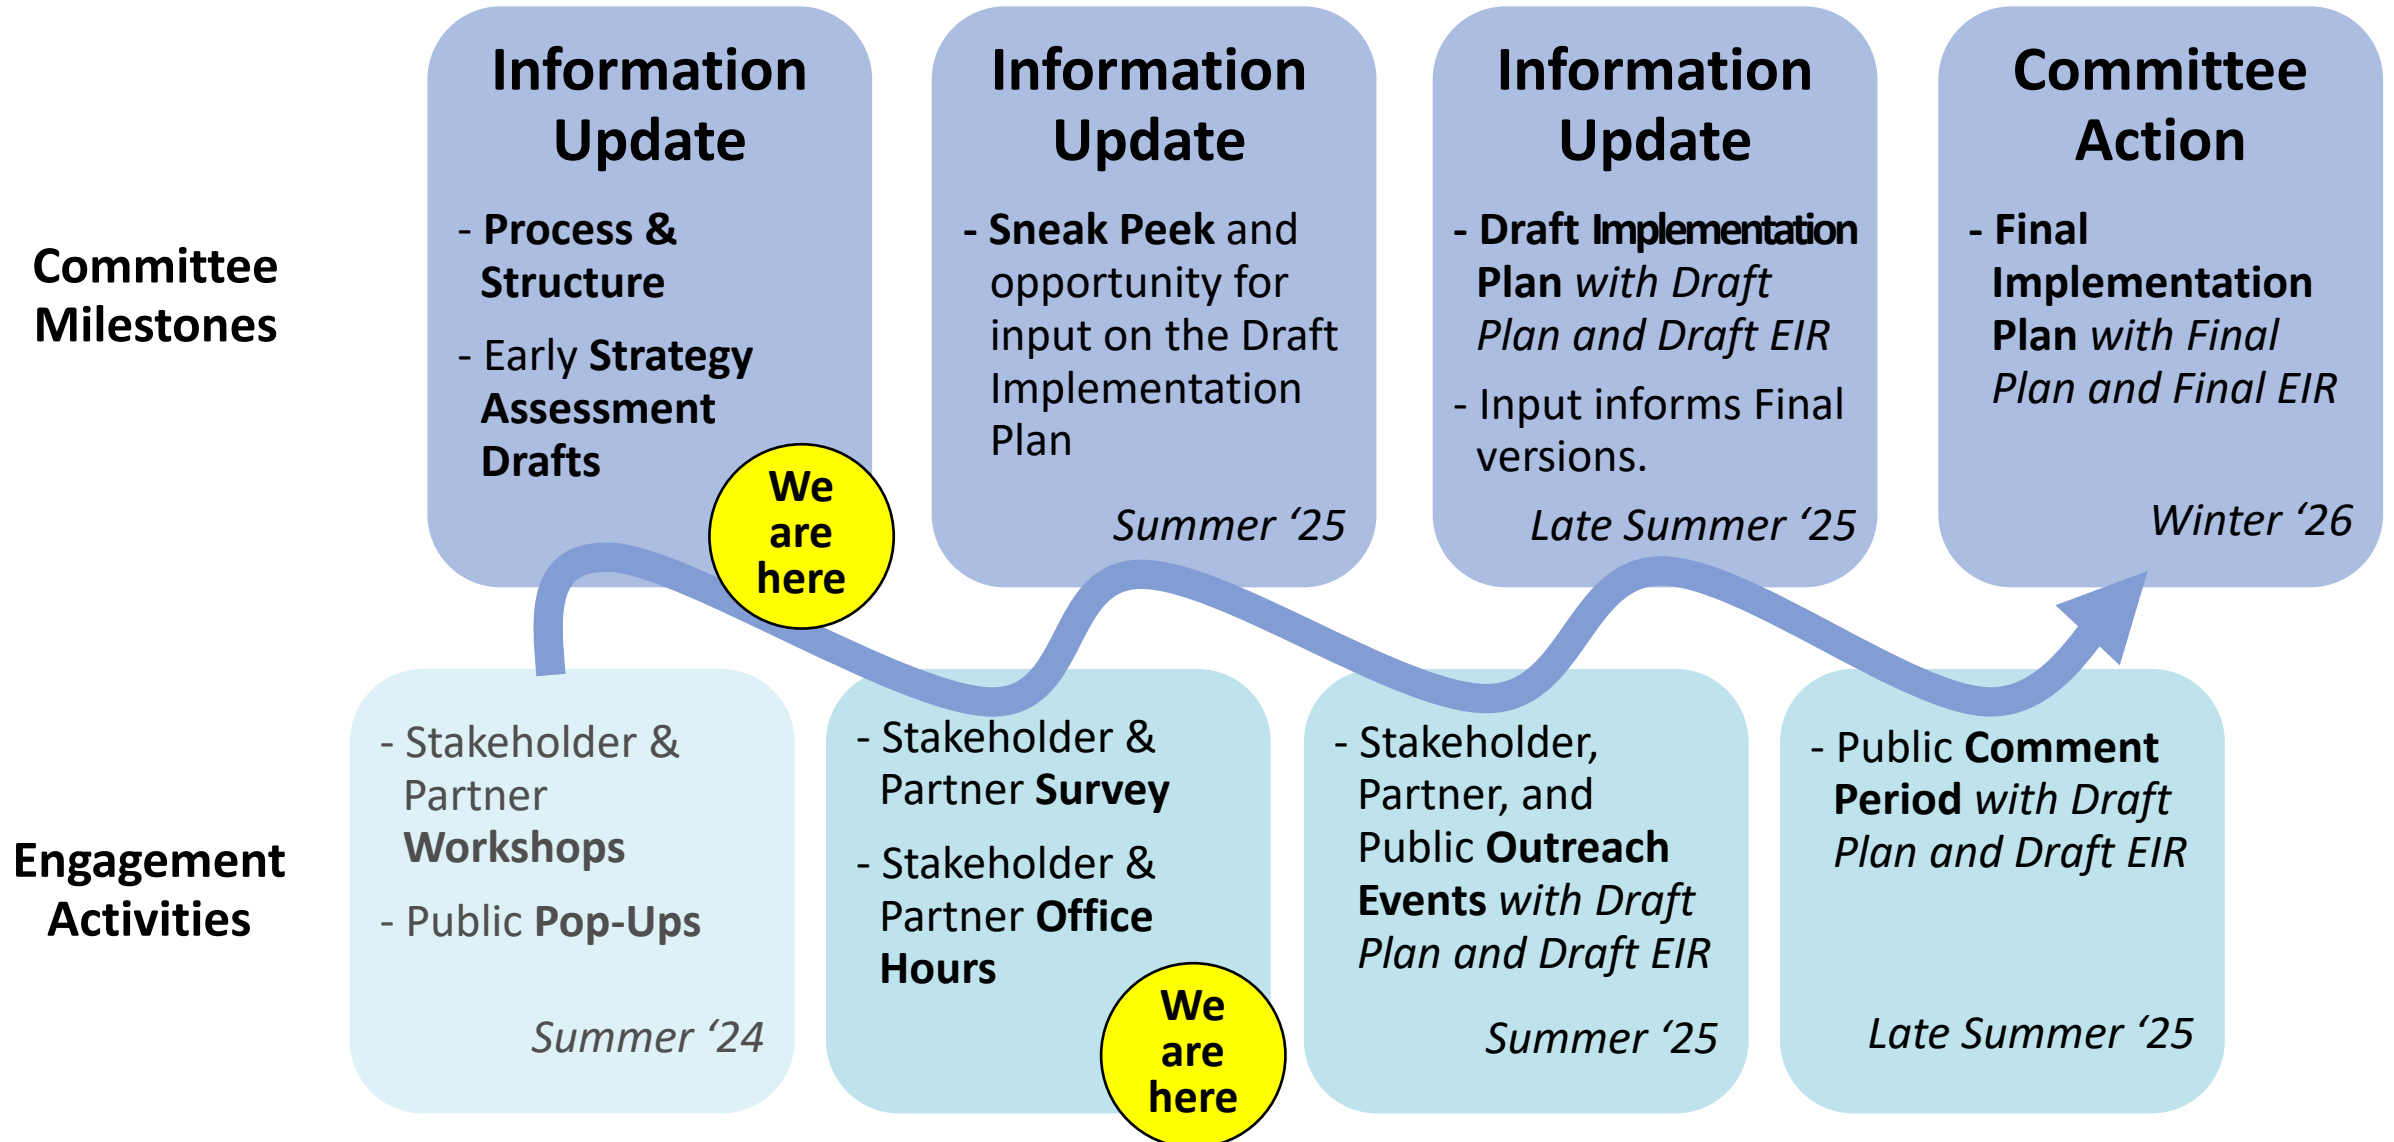 Committee
Milestones
Information
Update
- Process &
Structure
- Early Strategy
Assessment
Drafts
We
are
here
Information
Update
- Sneak Peek and
opportunity for
input on the Draft
Implementation
Plan
Summer ‘25
Information
Update
- Draft Implementation
Plan with Draft
Plan and Draft EIR
- Input informs Final
versions.
Late Summer ‘25
Committee
Action
- Final
Implementation
Plan with Final
Plan and Final EIR
Winter ‘26
Engagement
Activities
- Stakeholder &
Partner
Workshops
- Public Pop-Ups
Summer ‘24
- Stakeholder &
Partner Survey
- Stakeholder &
Partner Office
Hours
We
are
here
- Stakeholder,
Partner, and
Public Outreach
Events with Draft
Plan and Draft EIR
Summer ‘25
- Public Comment
Period with Draft
Plan and Draft EIR
Late Summer ‘25